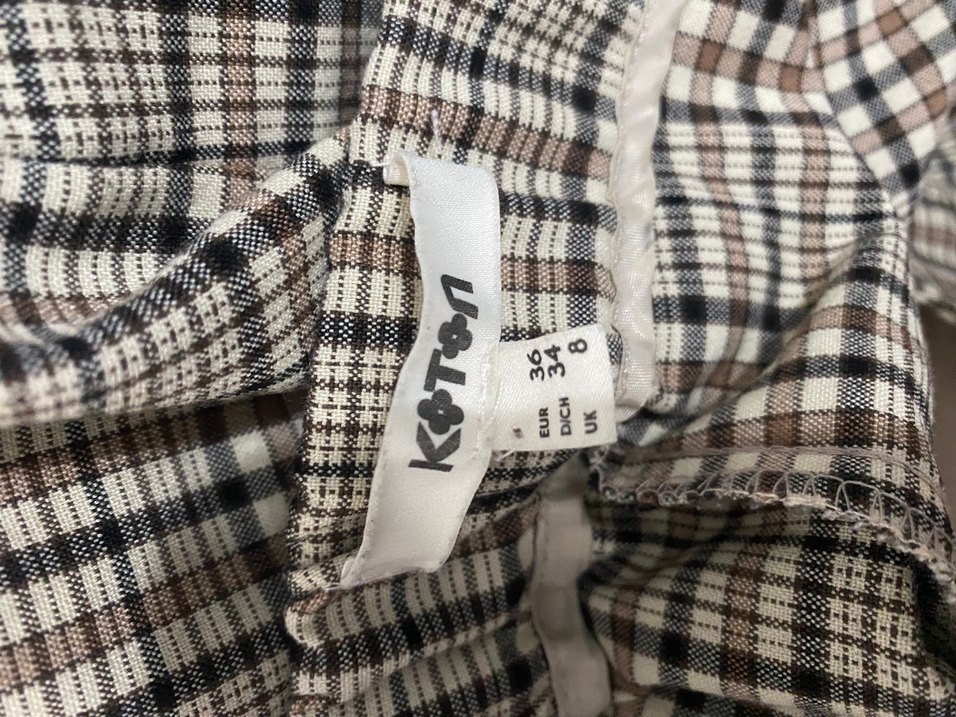 KOTON
EUR 36
D/CH 34
UK 8